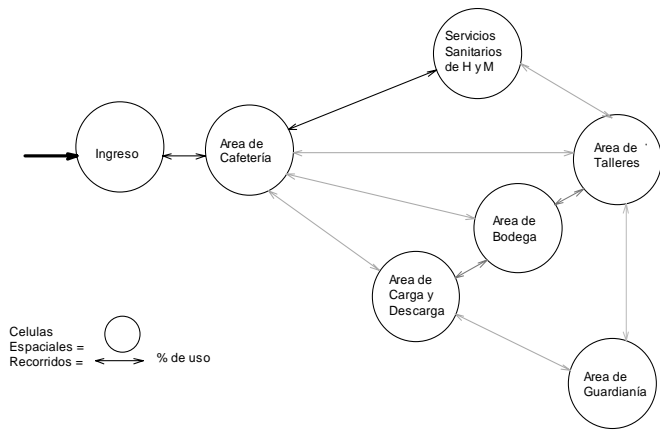 Servicios
Sanitarios
de H y M
Ingreso
Area de
Cafetería
Area de
Talleres
Area de
Bodega
Area de
Carga y
Descarga
Area de
Guardianía
Celulas
Espaciales =
Recorridos =
% de uso